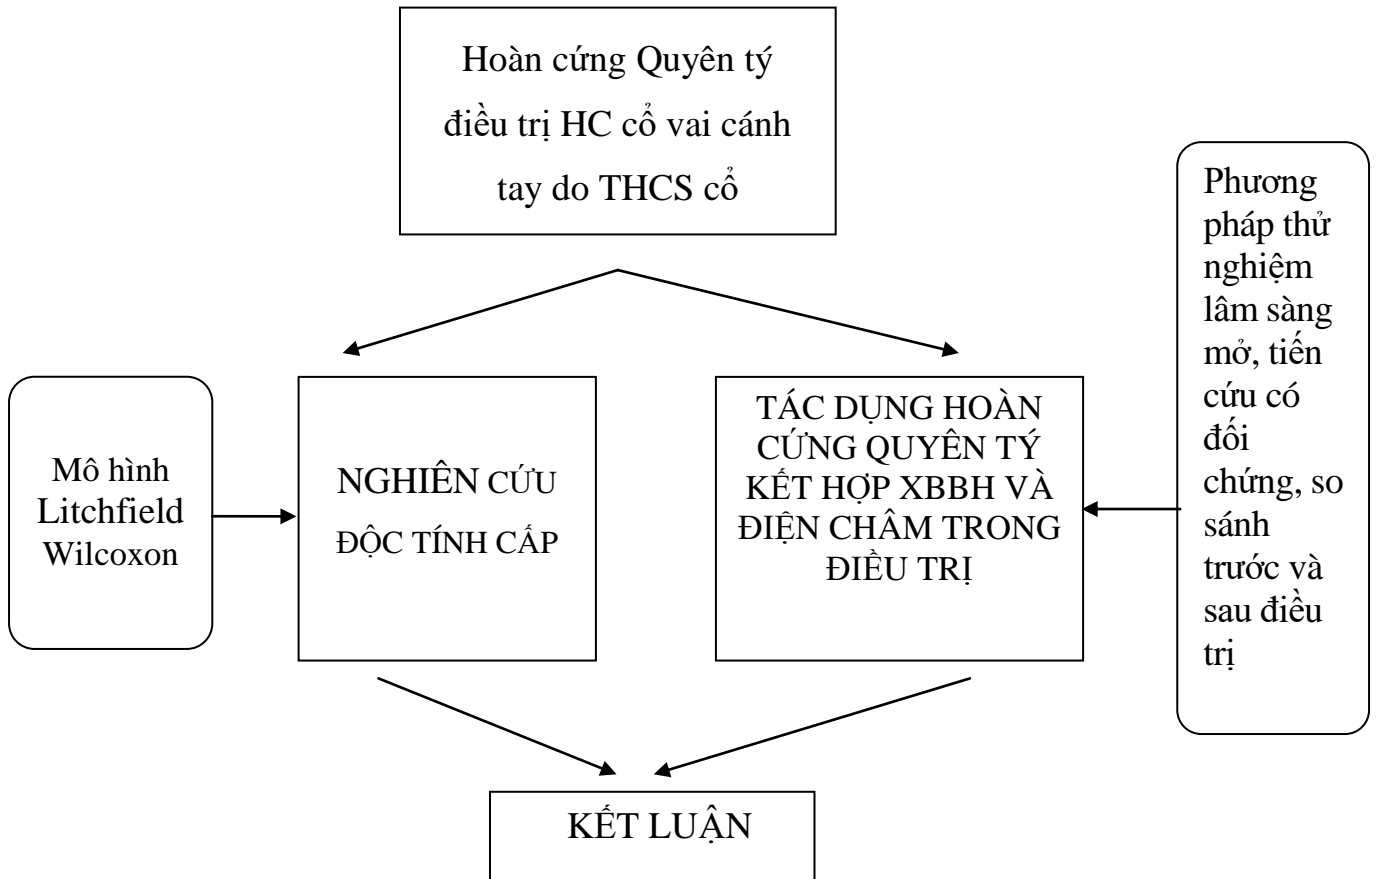 Hoàn cứng Quyên tý
điều trị HC cổ vai cánh
tay do THCS cổ
Mô hình
Litchfield
Wilcoxon
NGHIÊN CỨU
ĐỘC TÍNH CẤP
TÁC DỤNG HOÀN
CỨNG QUYÊN TÝ
KẾT HỢP XBBH VÀ
ĐIỆN CHÂM TRONG
ĐIỀU TRỊ
Phương
pháp thử
nghiệm
lâm sàng
mở, tiến
cứu có
đối
chứng, so
sánh
trước và
sau điều
trị
KẾT LUẬN